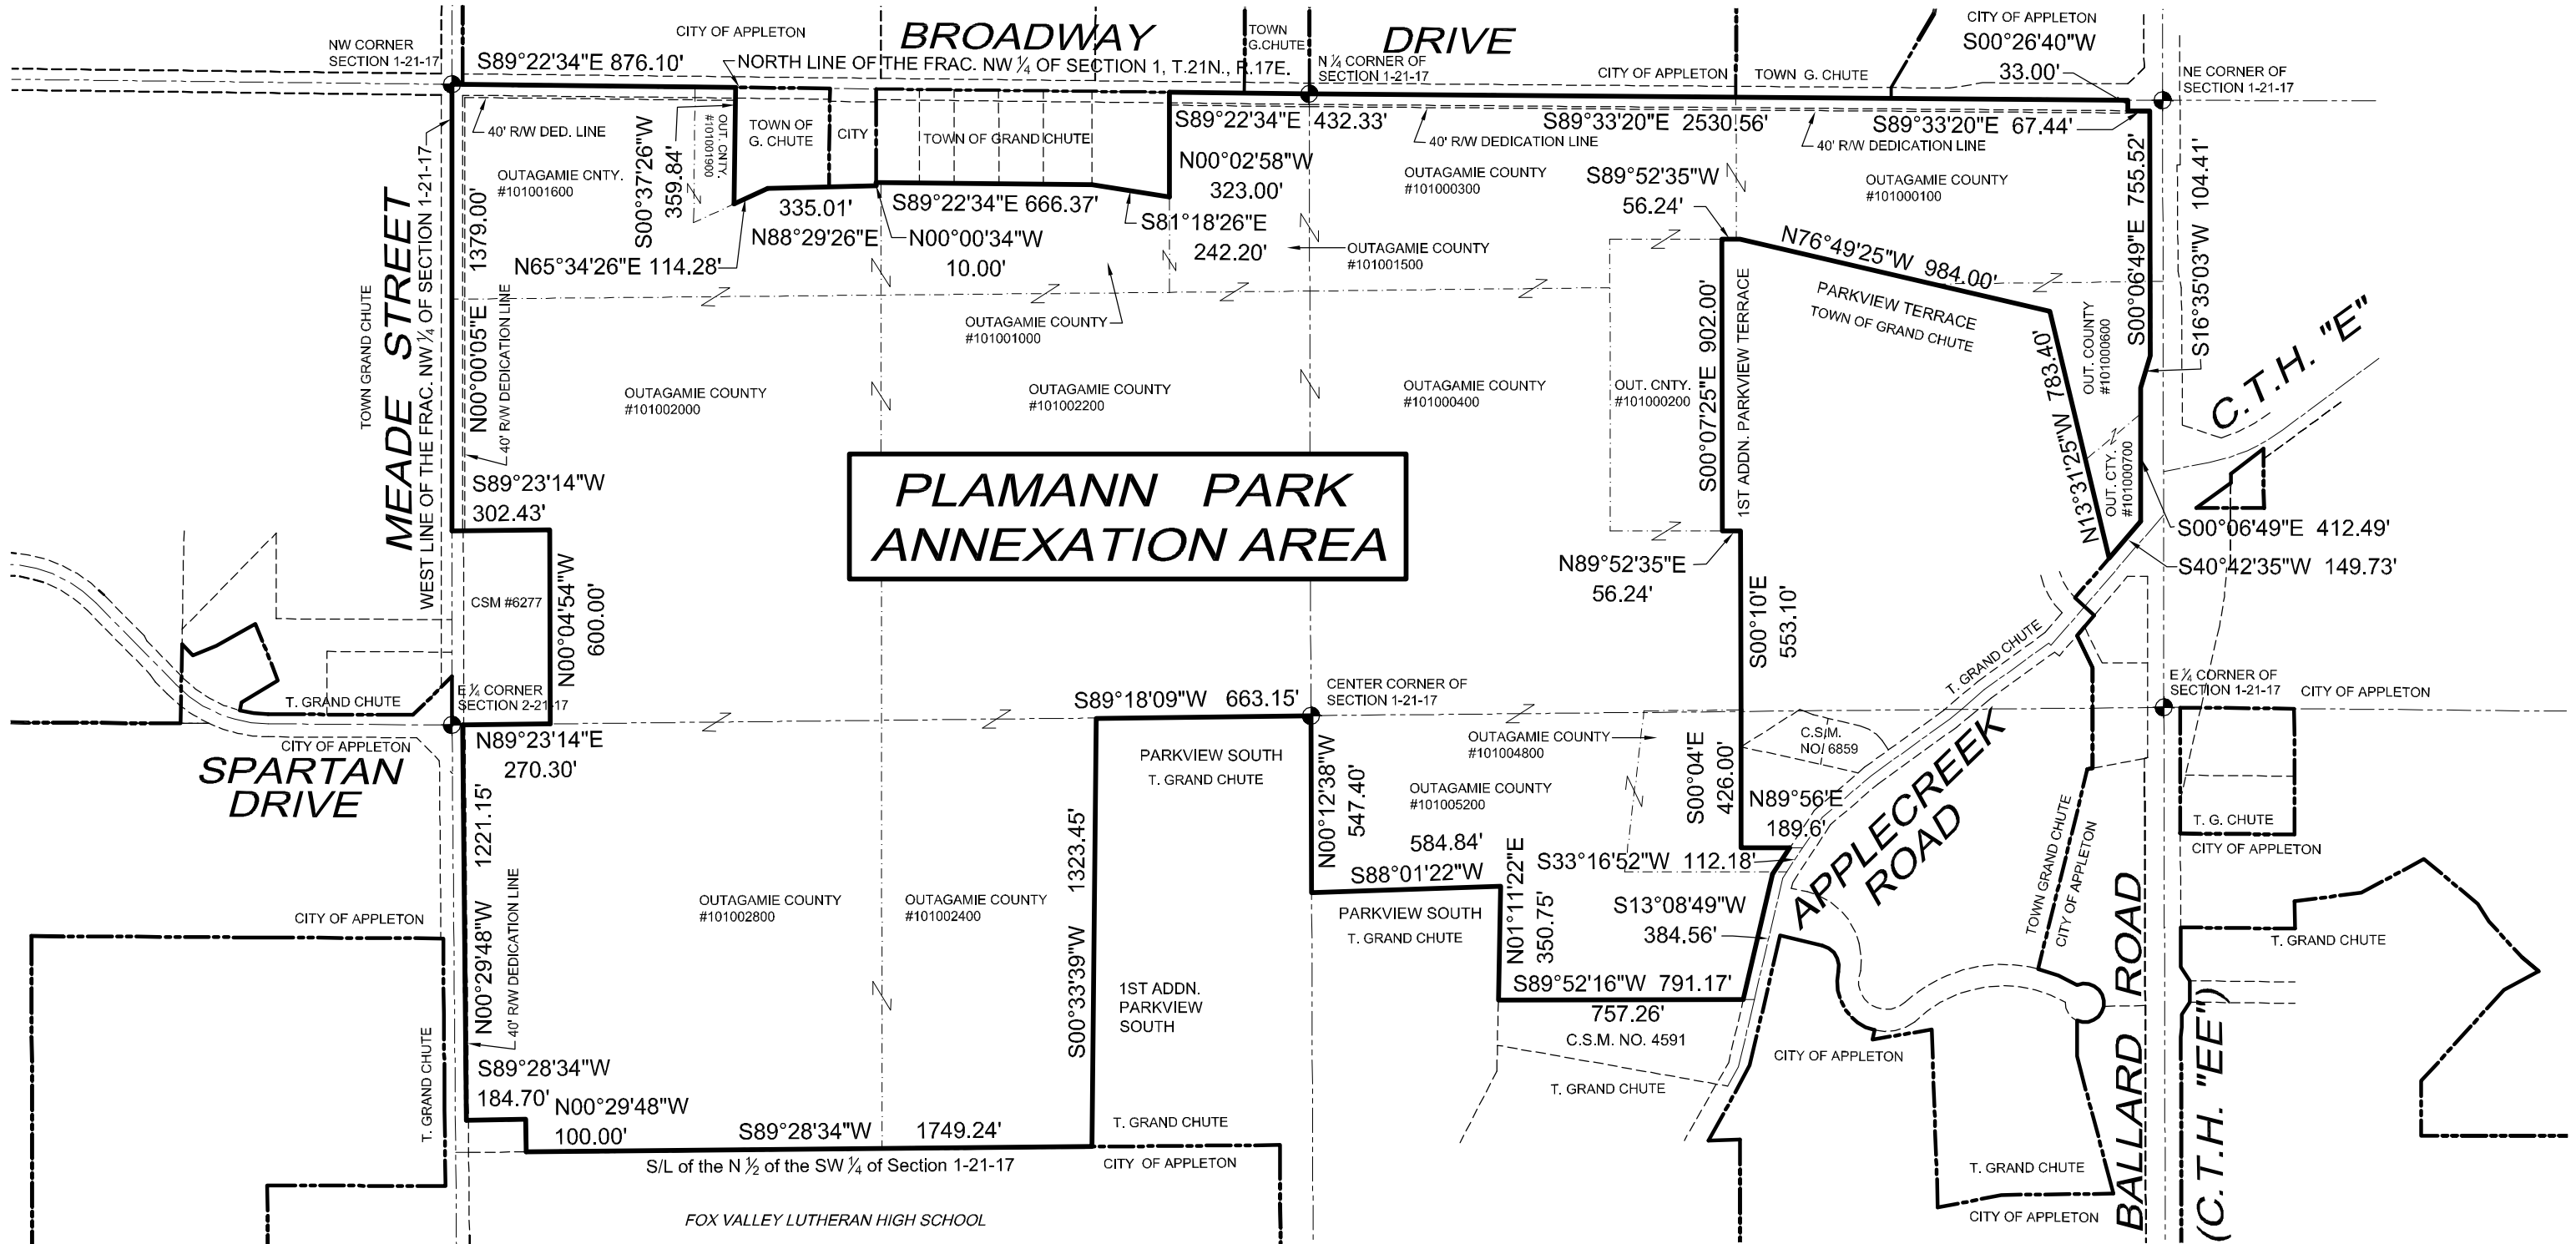 CITY OF APPLETON
BROADWAY DRIVE
TOWN
G.CHUTE
CITY OF APPLETON
S00°26'40"W
33.00'
NW CORNER
SECTION 1-21-17
S89°22'34"E 876.10'
NORTH LINE OF THE FRAC. NW ¼ OF SECTION 1, T.21N., R.17E.
N ¼ CORNER OF
SECTION 1-21-17
CITY OF APPLETON
TOWN G. CHUTE
NE CORNER OF
SECTION 1-21-17
40' R/W DED. LINE
S00°37'26"W
359.84'
OUT. CNTY.
#101001900
TOWN OF
G. CHUTE
CITY
TOWN OF GRAND CHUTE
S89°22'34"E 432.33'
40' R/W DEDICATION LINE
S89°33'20"E 2530.56'
40' R/W DEDICATION LINE
S89°33'20"E 67.44'
OUTAGAMIE CNTY.
#101001600
N00°02'58"W
323.00'
OUTAGAMIE COUNTY
#101000300
S89°52'35"W
56.24'
OUTAGAMIE COUNTY
#101000100
S00°06'49"E 755.52'
S16°35'03"W 104.41'
335.01'
N88°29'26"E
S89°22'34"E 666.37'
N00°00'34"W
10.00'
S81°18'26"E
242.20'
N65°34'26"E 114.28'
OUTAGAMIE COUNTY
#101001500
N76°49'25"W 984.00'
PARKVIEW TERRACE
TOWN OF GRAND CHUTE
MEADE STREET
TOWN GRAND CHUTE
WEST LINE OF THE FRAC. NW ¼ OF SECTION 1-21-17
N00°00'05"E 1379.00'
40' R/W DEDICATION LINE
OUTAGAMIE COUNTY
#101001000
OUTAGAMIE COUNTY
#101002000
OUTAGAMIE COUNTY
#101002200
OUTAGAMIE COUNTY
#101000400
OUT. CNTY.
#101000200
S00°07'25"E 902.00'
1ST ADDN. PARKVIEW TERRACE
N13°31'25"W 783.40'
OUT. COUNTY
#101000600
OUT. CTY.
#101000700
C.T.H. "E"
PLAMANN PARK
ANNEXATION AREA
S89°23'14"W
302.43'
S00°06'49"E 412.49'
S40°42'35"W 149.73'
N89°52'35"E
56.24'
CSM #6277
N00°04'54"W
600.00'
S00°10'E
553.10'
T. GRAND CHUTE
T. GRAND CHUTE
E ¼ CORNER
SECTION 2-21-17
S89°18'09"W 663.15'
CENTER CORNER OF
SECTION 1-21-17
E ¼ CORNER OF
SECTION 1-21-17
CITY OF APPLETON
CITY OF APPLETON
SPARTAN
DRIVE
N89°23'14"E
270.30'
PARKVIEW SOUTH
T. GRAND CHUTE
OUTAGAMIE COUNTY
#101004800
C.S.M.
NO. 6859
OUTAGAMIE COUNTY
#101005200
S00°04'E
426.00'
N89°56'E
189.6'
APPLECREEK
ROAD
T. G. CHUTE
CITY OF APPLETON
N00°29'48"W 1221.15'
40' R/W DEDICATION LINE
S00°33'39"W 1323.45'
N00°12'38"W
547.40'
584.84'
S88°01'22"W
S33°16'52"W 112.18'
OUTAGAMIE COUNTY
#101002800
OUTAGAMIE COUNTY
#101002400
PARKVIEW SOUTH
T. GRAND CHUTE
N01°11'22"E
350.75'
S13°08'49"W
384.56'
TOWN GRAND CHUTE
CITY OF APPLETON
CITY OF APPLETON
T. GRAND CHUTE
1ST ADDN.
PARKVIEW
SOUTH
S89°52'16"W 791.17'
757.26'
C.S.M. NO. 4591
CITY OF APPLETON
T. GRAND CHUTE
T. GRAND CHUTE
S89°28'34"W
184.70'
N00°29'48"W
100.00'
S89°28'34"W 1749.24'
T. GRAND CHUTE
S/L of the N ½ of the SW ¼ of Section 1-21-17
CITY OF APPLETON
T. GRAND CHUTE
CITY OF APPLETON
BALLARD ROAD
(C.T.H. "EE")
FOX VALLEY LUTHERAN HIGH SCHOOL